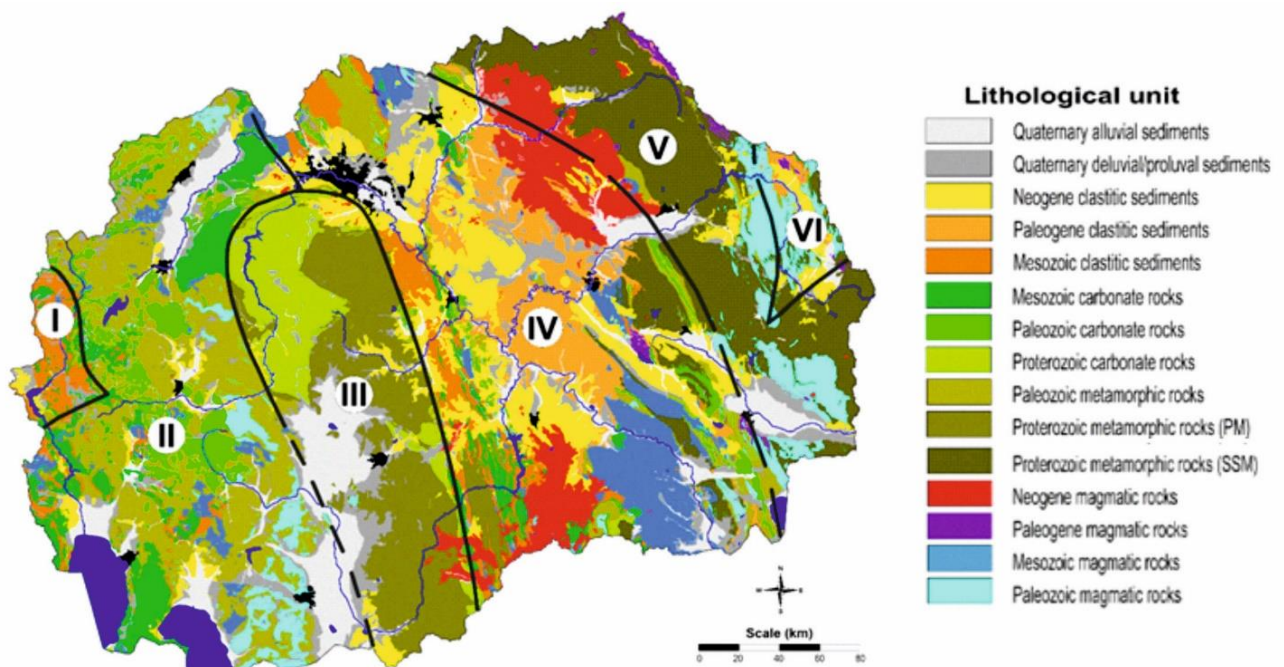 I
II
III
IV
V
VI
Lithological unit
Quaternary alluvial sediments
Quaternary deluvial/proluval sediments
Neogene clastitic sediments
Paleogene clastitic sediments
Mesozoic clastitic sediments
Mesozoic carbonate rocks
Paleozoic carbonate rocks
Proterozoic carbonate rocks
Paleozoic metamorphic rocks
Proterozoic metamorphic rocks (PM)
Proterozoic metamorphic rocks (SSM)
Neogene magmatic rocks
Paleogene magmatic rocks
Mesozoic magmatic rocks
Paleozoic magmatic rocks
N
W E
S
Scale (km)
0 20 40 60 80